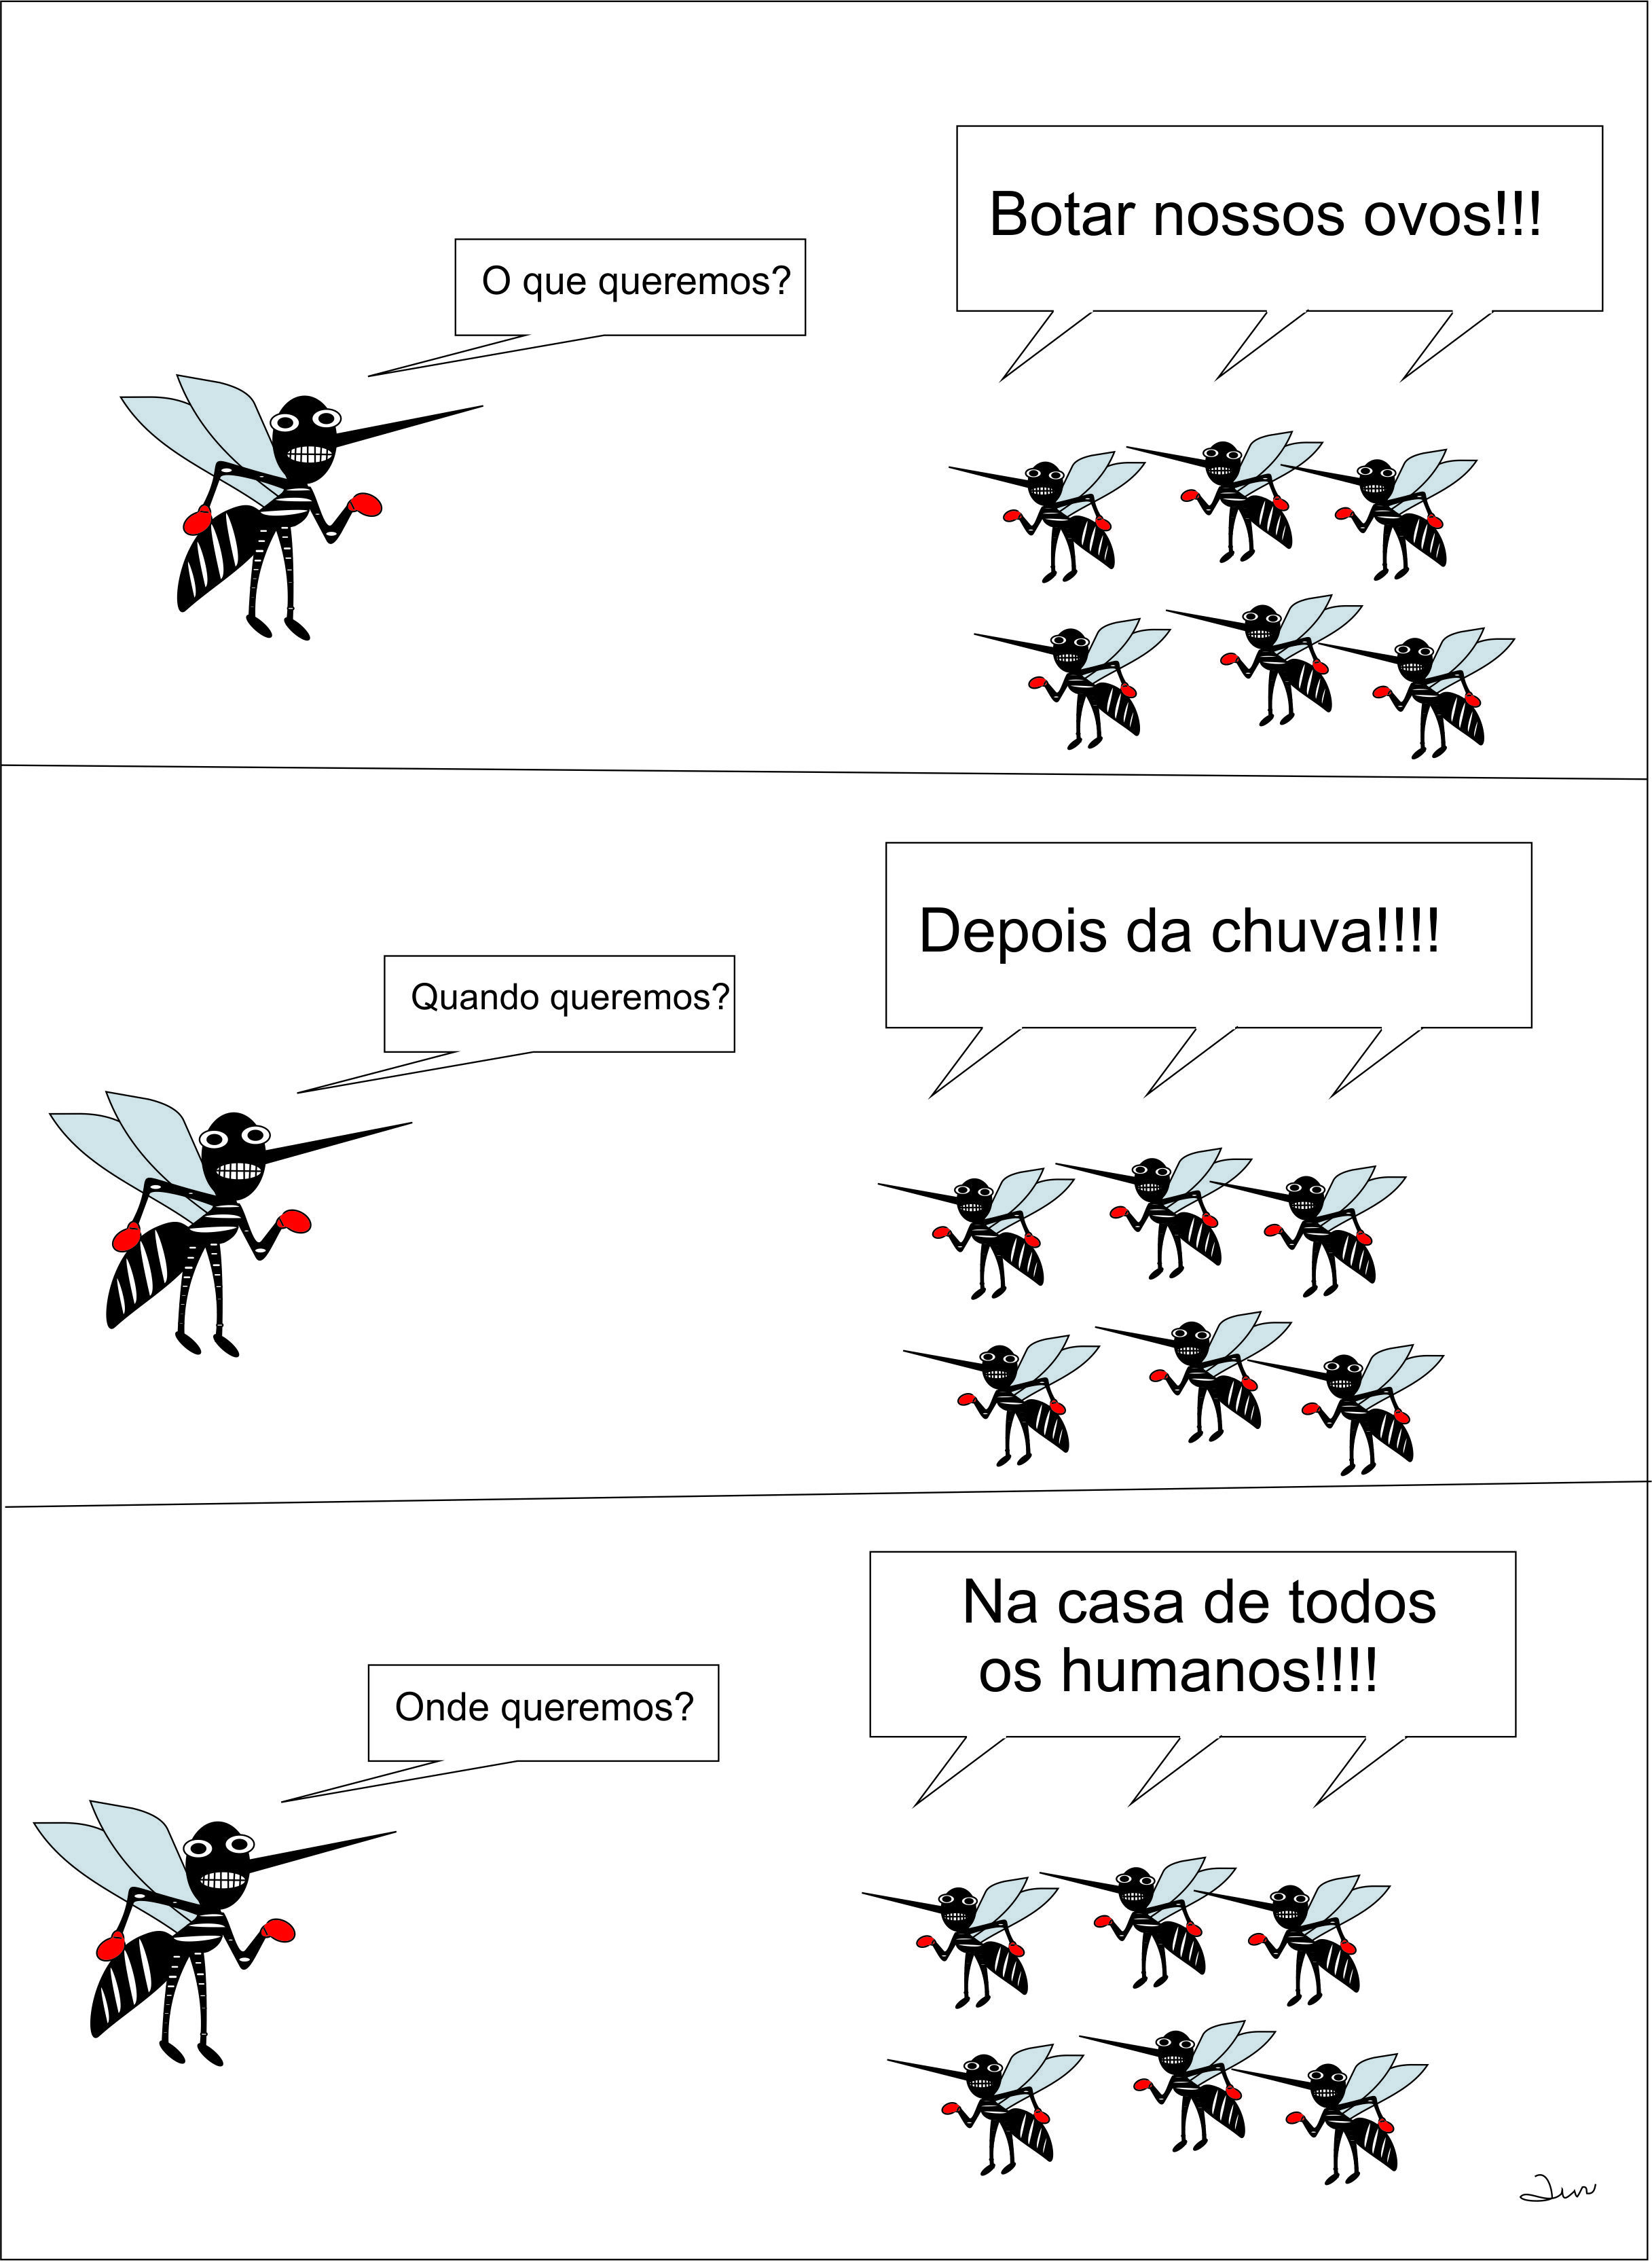 O que queremos?
Botar nossos ovos!!!
Quando queremos?
Depois da chuva!!!!
Onde queremos?
Na casa de todos
os humanos!!!!